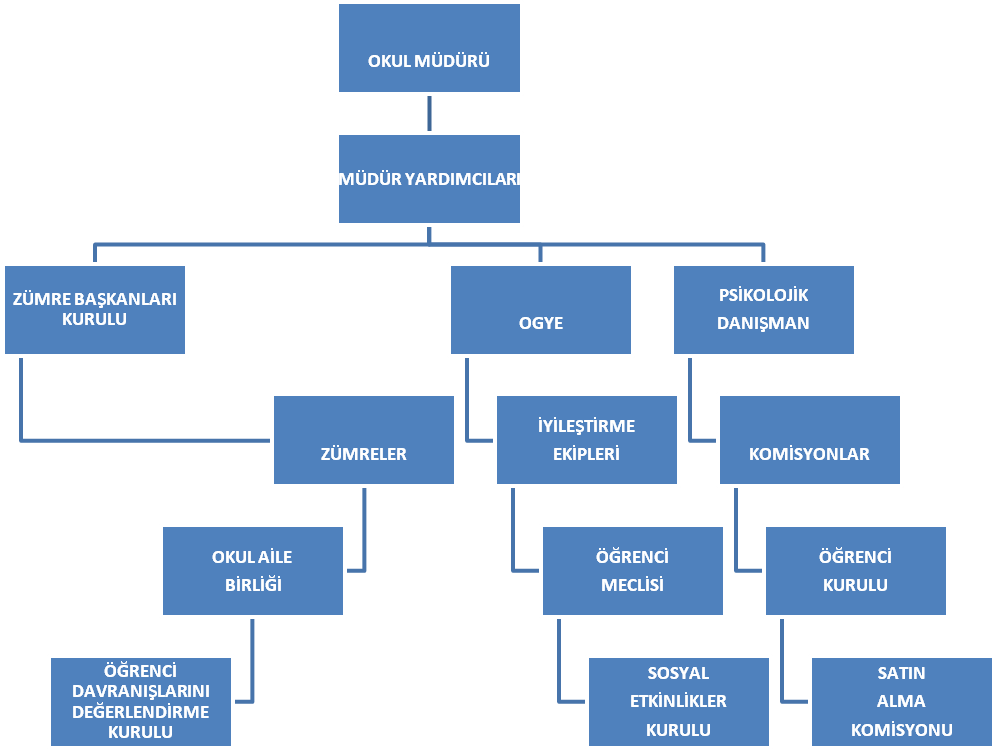 OKUL MÜDÜRÜ
MÜDÜR YARDIMCILARI
ZÜMRE BAŞKANLARI
KURULU
OGYE
PSİKOLOJİK
DANIŞMAN
ZÜMRELER
İYİLEŞTİRME
EKİPLERİ
KOMİSYONLAR
OKUL AİLE
BİRLİĞİ
ÖĞRENCİ
MECLİSİ
ÖĞRENCİ
KURULU
ÖĞRENCİ
DAVRANIŞLARINI
DEĞERLENDİRME
KURULU
SOSYAL
ETKİNLİKLER
KURULU
SATIN
ALMA
KOMİSYONU